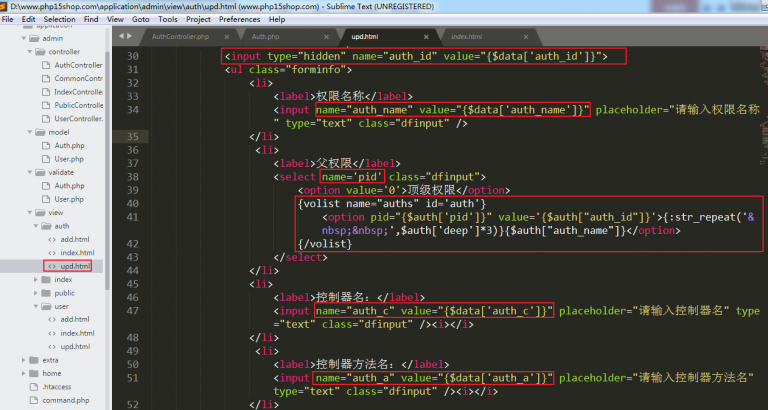 D:\www.php15shop.com\application\admin\view\auth\upd.html (www.php15shop.com) - Sublime Text (UNREGISTERED)
File Edit Selection Find View Goto Tools Project Preferences Help
application
admin
controller
AuthController
CommonContr
IndexController
PublicController
UserController.
model
Auth.php
User.php
validate
Auth.php
User.php
view
auth
add.html
index.html
upd.html
index
public
user
add.html
index.html
upd.html
extra
home
.htaccess
command.php
AuthController.php × Auth.php × upd.html × index.html ×
30 <input type="hidden" name="auth_id" value="{$data['auth_id']}">
31 <ul class="forminfo">
32 <li>
33 <label>权限名称</label>
34 <input name="auth_name" value="{$data['auth_name']}" placeholder="请输入权限名称
" type="text" class="dfinput" />
35 </li>
36 <li>
37 <label>父权限</label>
38 <select name='pid' class="dfinput">
39 <option value='0'>顶级权限</option>
40 {volist name="auths" id='auth'}
41 <option pid="{$auth['pid']}" value='{$auth["auth_id"]}'>{:str_repeat('&
nbsp;&nbsp;',$auth['deep']*3)}{$auth["auth_name"]}</option>
42 {/volist}
43 </select>
44 </li>
45 <li>
46 <label>控制器名：</label>
47 <input name="auth_c" value="{$data['auth_c']}" placeholder="请输入控制器名" type
="text" class="dfinput" /><i></i>
48 </li>
49 <li>
50 <label>控制器方法名：</label>
51 <input name="auth_a" value="{$data['auth_a']}" placeholder="请输入控制器方法名"
type="text" class="dfinput" /><i></i>
52 </li>